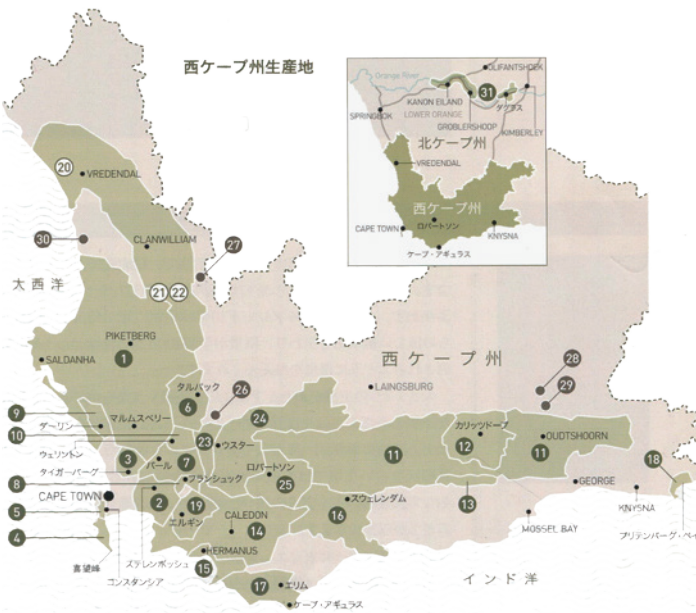 西ケープ州生産地
OLIFANTSHOEK
Orange River
31
KANON EILAND
ダグラス
SPRINGBOK
LOWER ORANGE
GROBLERSHOOP
KIMBERLEY
北ケープ州
VREDENDAL
西ケープ州
ロバートソン
CAPE TOWN
KNYSNA
ケープ・アギュラス
20
VREDENDAL
30
CLANWILLIAM
27
大西洋
21
22
PIKETBERG
1
SALDANHA
西ケープ州
28
タルバック
LAINGSBURG
29
6
26
9
24
ダーリン
マルムスベリー
カリッツドープ
10
23
ウスター
12
OUDTSHOORN
ウェリントン
3
パール
7
11
11
タイガーバーグ
ロバートソン
18
8
フランシュック
25
GEORGE
CAPE TOWN
2
19
スウェレンダム
13
KNYSNA
5
エルギン
CALEDON
16
MOSSEL BAY
4
14
プリテンバーグ・ベイ
HERMANUS
ステレンボッシュ
喜望峰
15
コンスタンシア
17
エリム
インド洋
ケープ・アギュラス